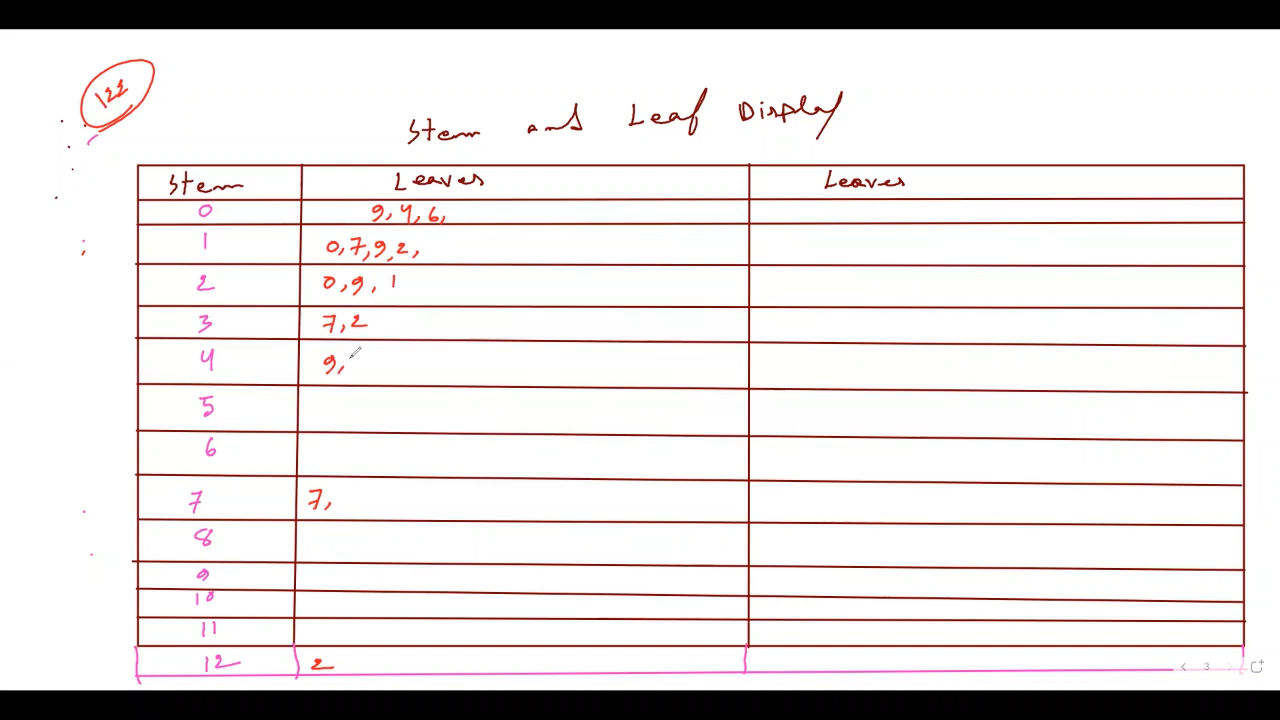 122
Stem and Leaf Display
Stem Leaves Leaves
0 9, 4, 6,
1 0, 7, 9, 2,
2 0, 9, 1
3 7, 2
4 9,
5
6
7 7,
8
9
10
11
12 2
3